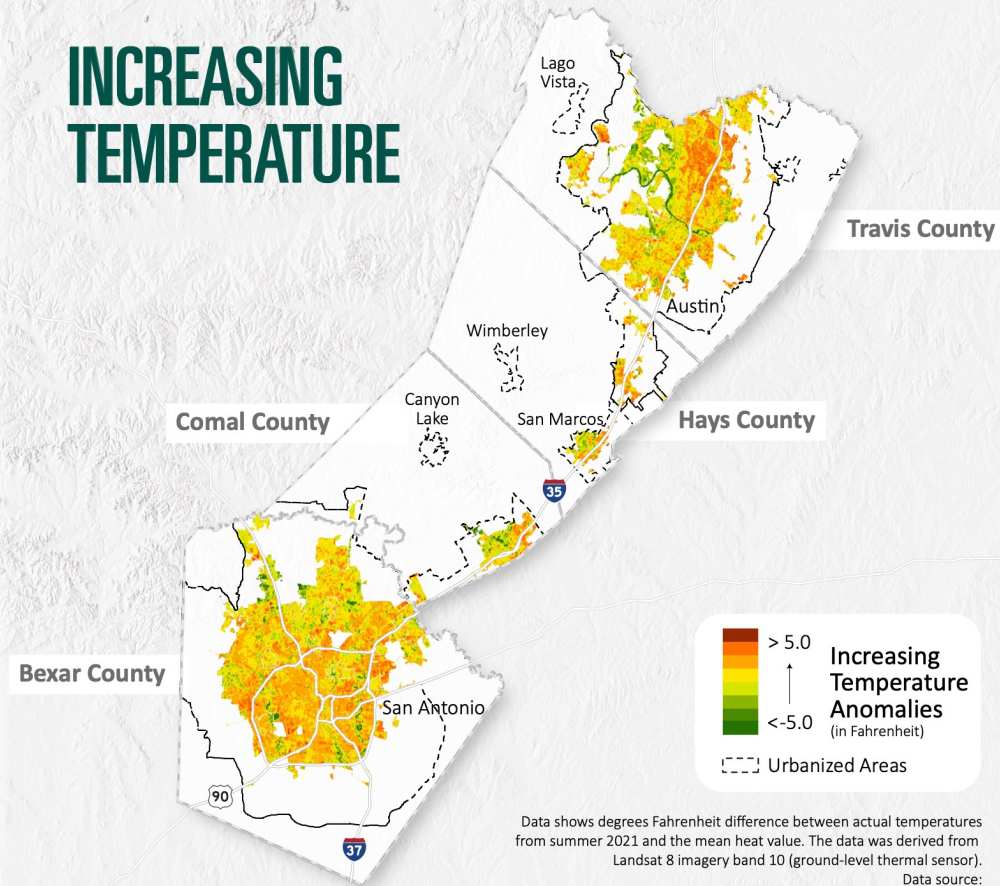 INCREASING
TEMPERATURE
Lago
Vista
Travis County
Austin
Wimberley
Canyon
Lake
San Marcos
Comal County
Hays County
35
Bexar County
San Antonio
90
37
> 5.0
<-5.0
Increasing
Temperature
Anomalies
(in Fahrenheit)
Urbanized Areas
Data shows degrees Fahrenheit difference between actual temperatures
from summer 2021 and the mean heat value. The data was derived from
Landsat 8 imagery band 10 (ground-level thermal sensor).
Data source: